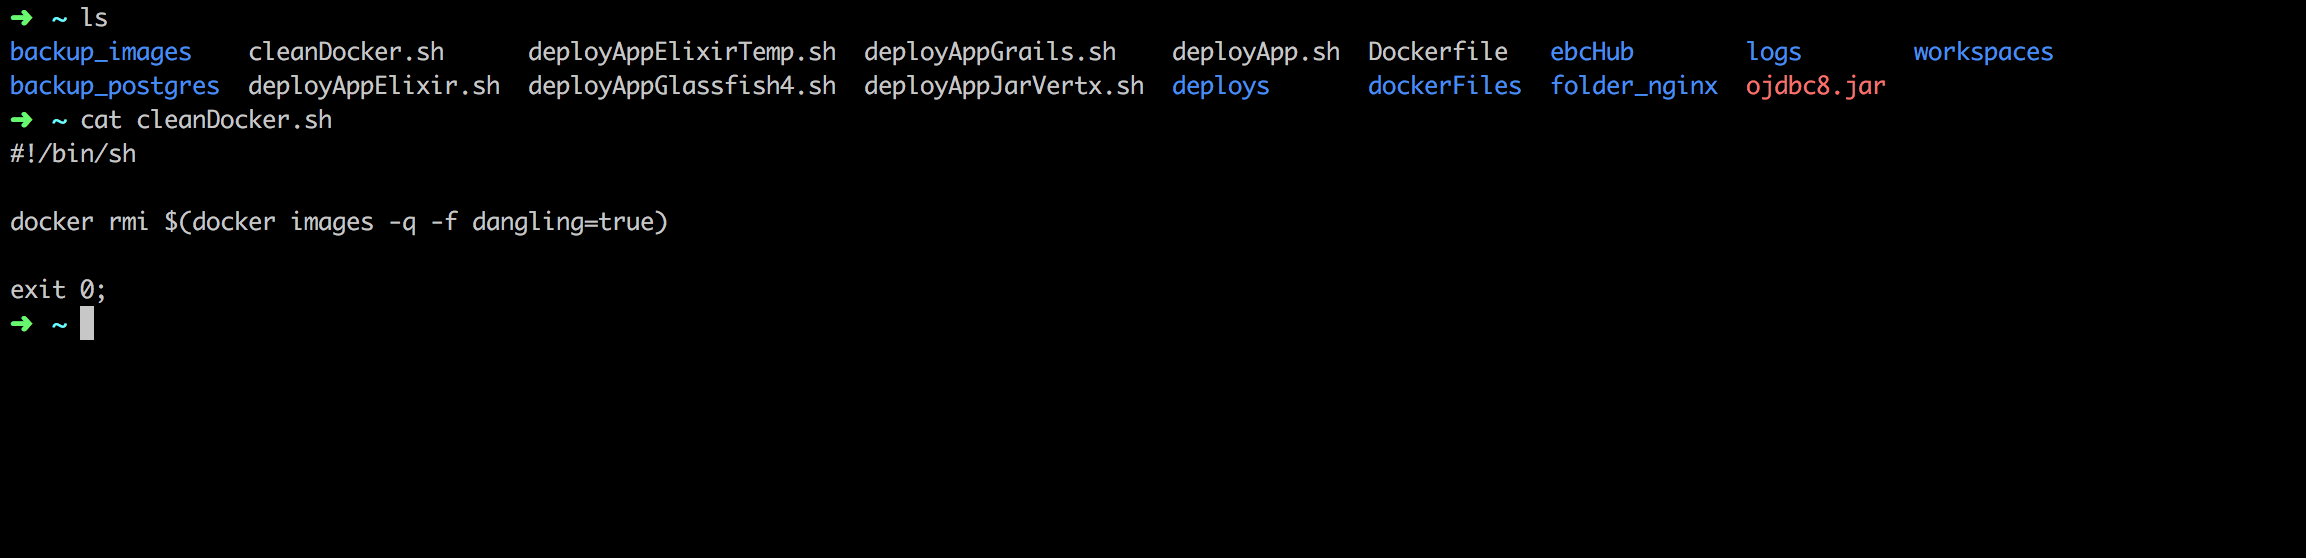 ➜ ~ ls
backup_images cleanDocker.sh deployAppElixirTemp.sh deployAppGrails.sh deployApp.sh Dockerfile ebcHub logs workspaces
backup_postgres deployAppElixir.sh deployAppGlassfish4.sh deployAppJarVertx.sh deploys dockerFiles folder_nginx ojdbc8.jar
➜ ~ cat cleanDocker.sh
#!/bin/sh
docker rmi $(docker images -q -f dangling=true)
exit 0;
➜ ~